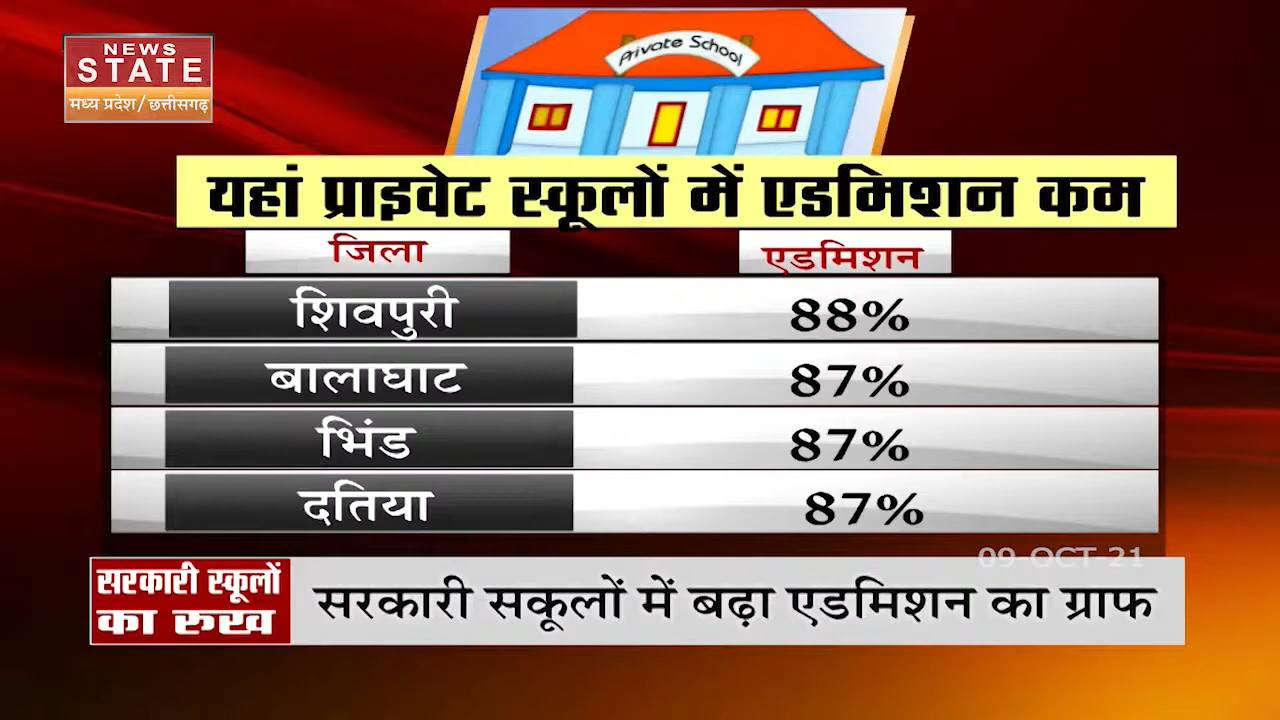 NEWS
STATE
मध्य प्रदेश/छत्तीसगढ़
Private School
यहां प्राइवेट स्कूलों में एडमिशन कम
जिला एडमिशन
शिवपुरी 88%
बालाघाट 87%
भिंड 87%
दतिया 87%
09-OCT-21
सरकारी स्कूलों
का रुख
सरकारी सकूलों में बढ़ा एडमिशन का ग्राफ